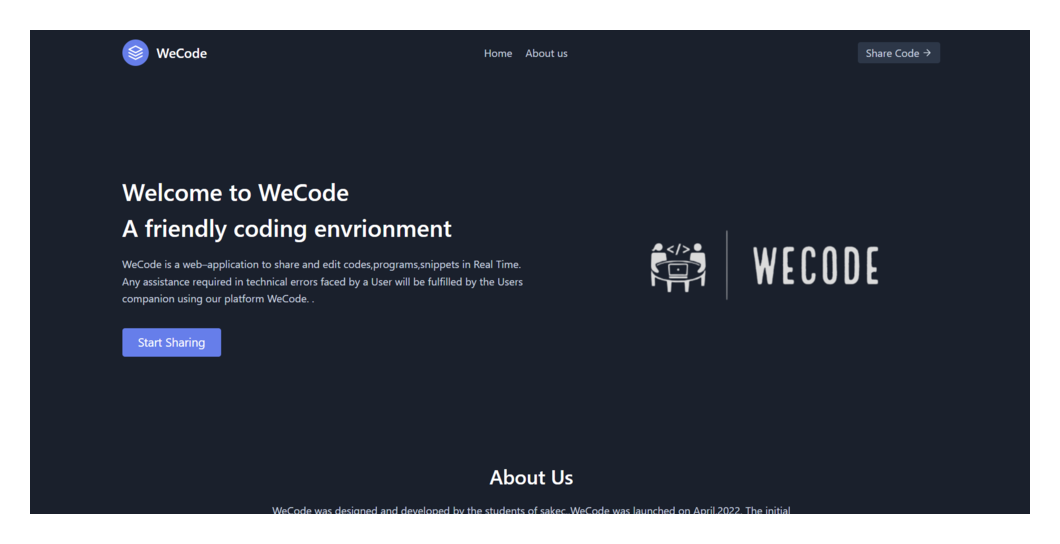 WeCode
Home About us
Share Code →
Welcome to WeCode
A friendly coding envrionment
WeCode is a web-application to share and edit codes,programs,snippets in Real Time.
Any assistance required in technical errors faced by a User will be fulfilled by the Users
companion using our platform WeCode. .
Start Sharing
</>
WECODE
About Us
WeCode was designed and developed by the students of sakec. WeCode was launched on April,2022. The initial